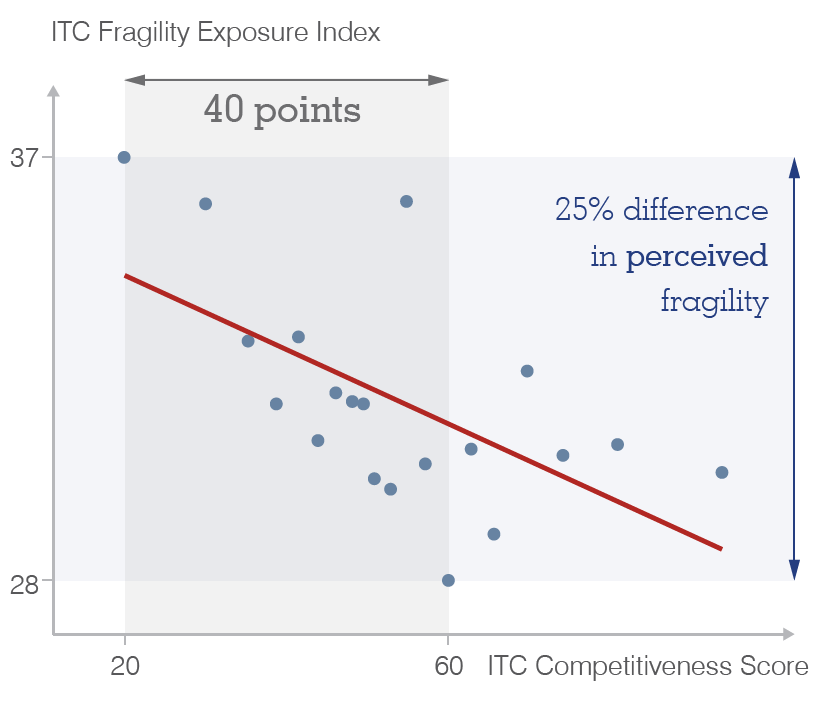 ITC Fragility Exposure Index
40 points
37
25% difference
in perceived
fragility
28
20
60
ITC Competitiveness Score